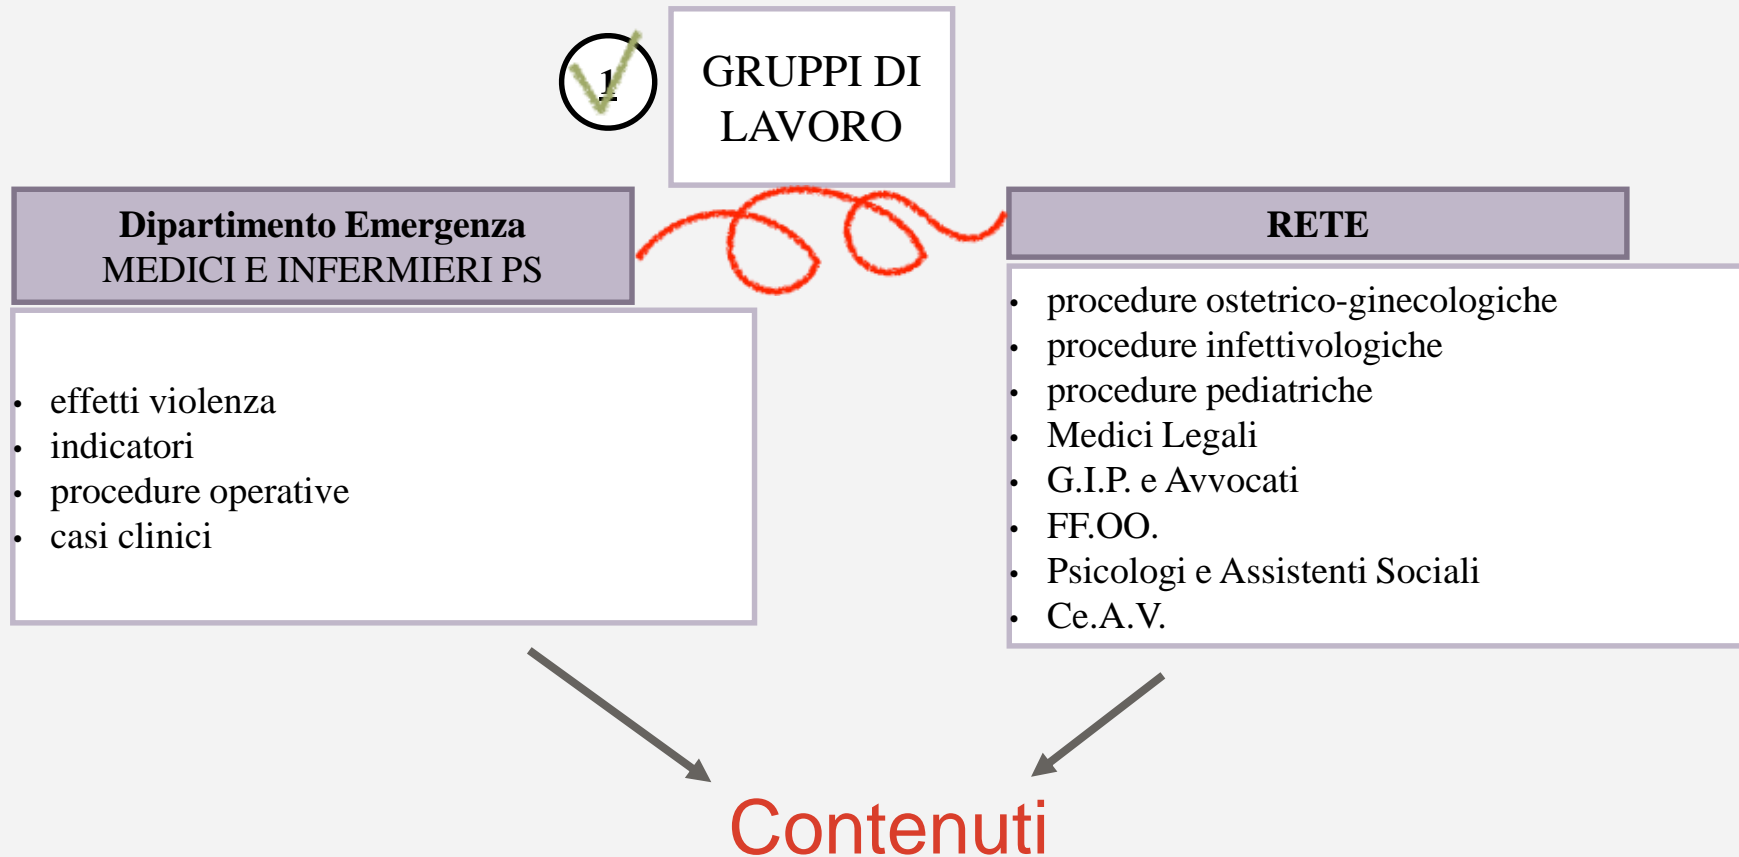 1
GRUPPI DI
LAVORO
Dipartimento Emergenza
MEDICI E INFERMIERI PS
effetti violenza
indicatori
procedure operative
casi clinici
RETE
procedure ostetrico-ginecologiche
procedure infettivologiche
procedure pediatriche
Medici Legali
G.I.P. e Avvocati
FF.OO.
Psicologi e Assistenti Sociali
Ce.A.V.
Contenuti